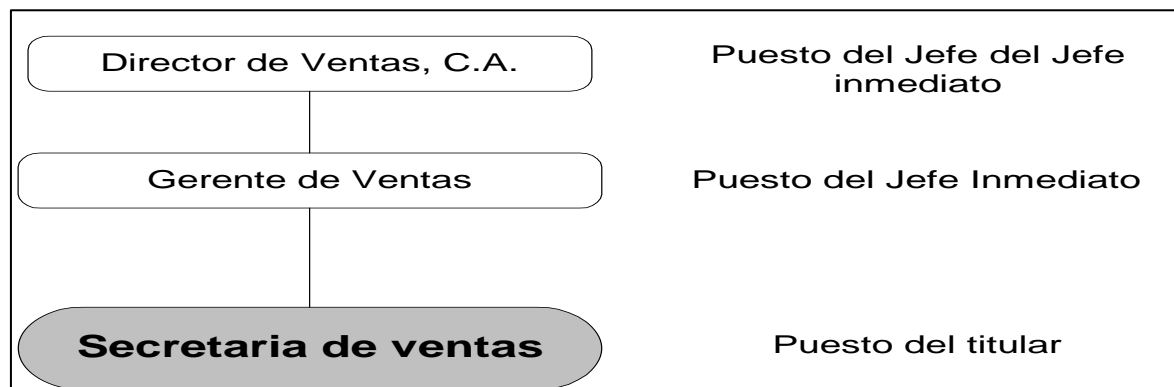 Director de Ventas, C.A.
Puesto del Jefe del Jefe
inmediato
Gerente de Ventas
Puesto del Jefe Inmediato
Secretaria de ventas
Puesto del titular